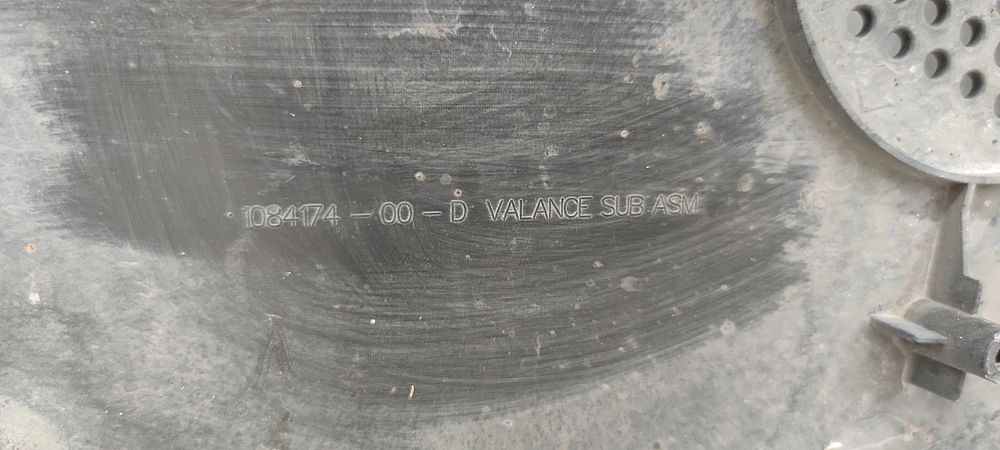 1084174 - 00 - D VALANCE SUB ASM